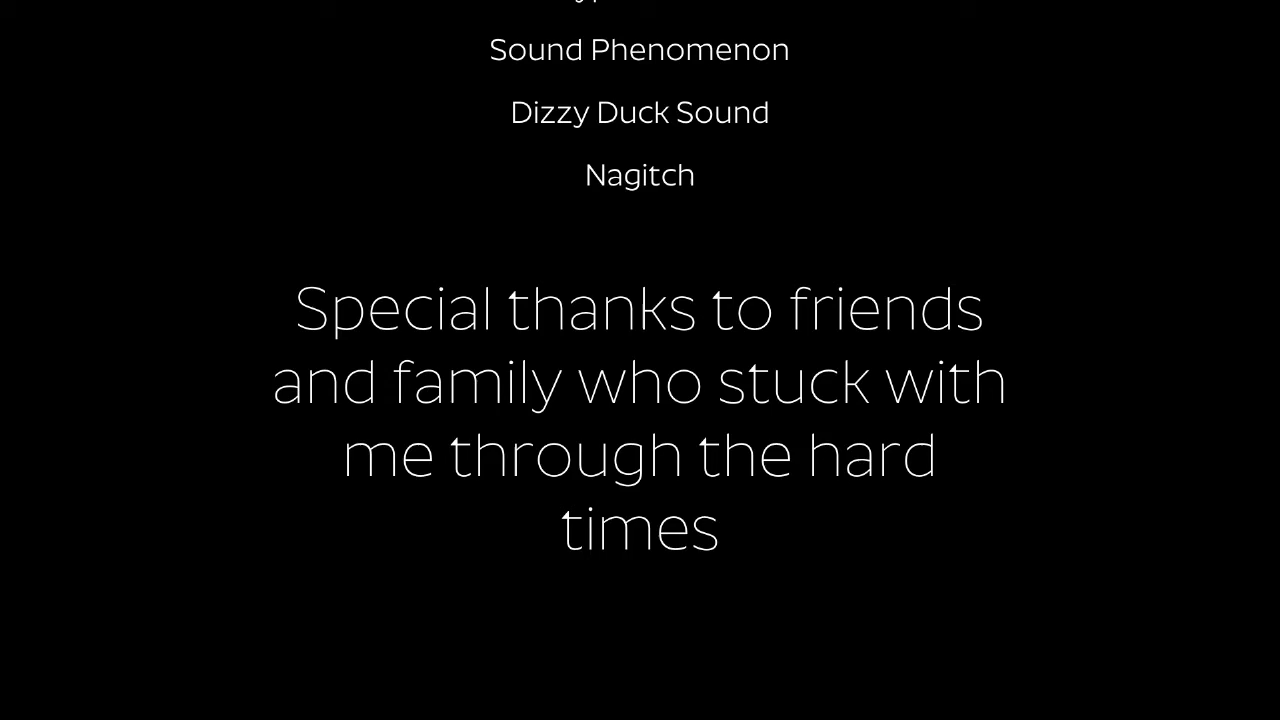 Sound Phenomenon
Dizzy Duck Sound
Nagitch
Special thanks to friends
and family who stuck with
me through the hard
times